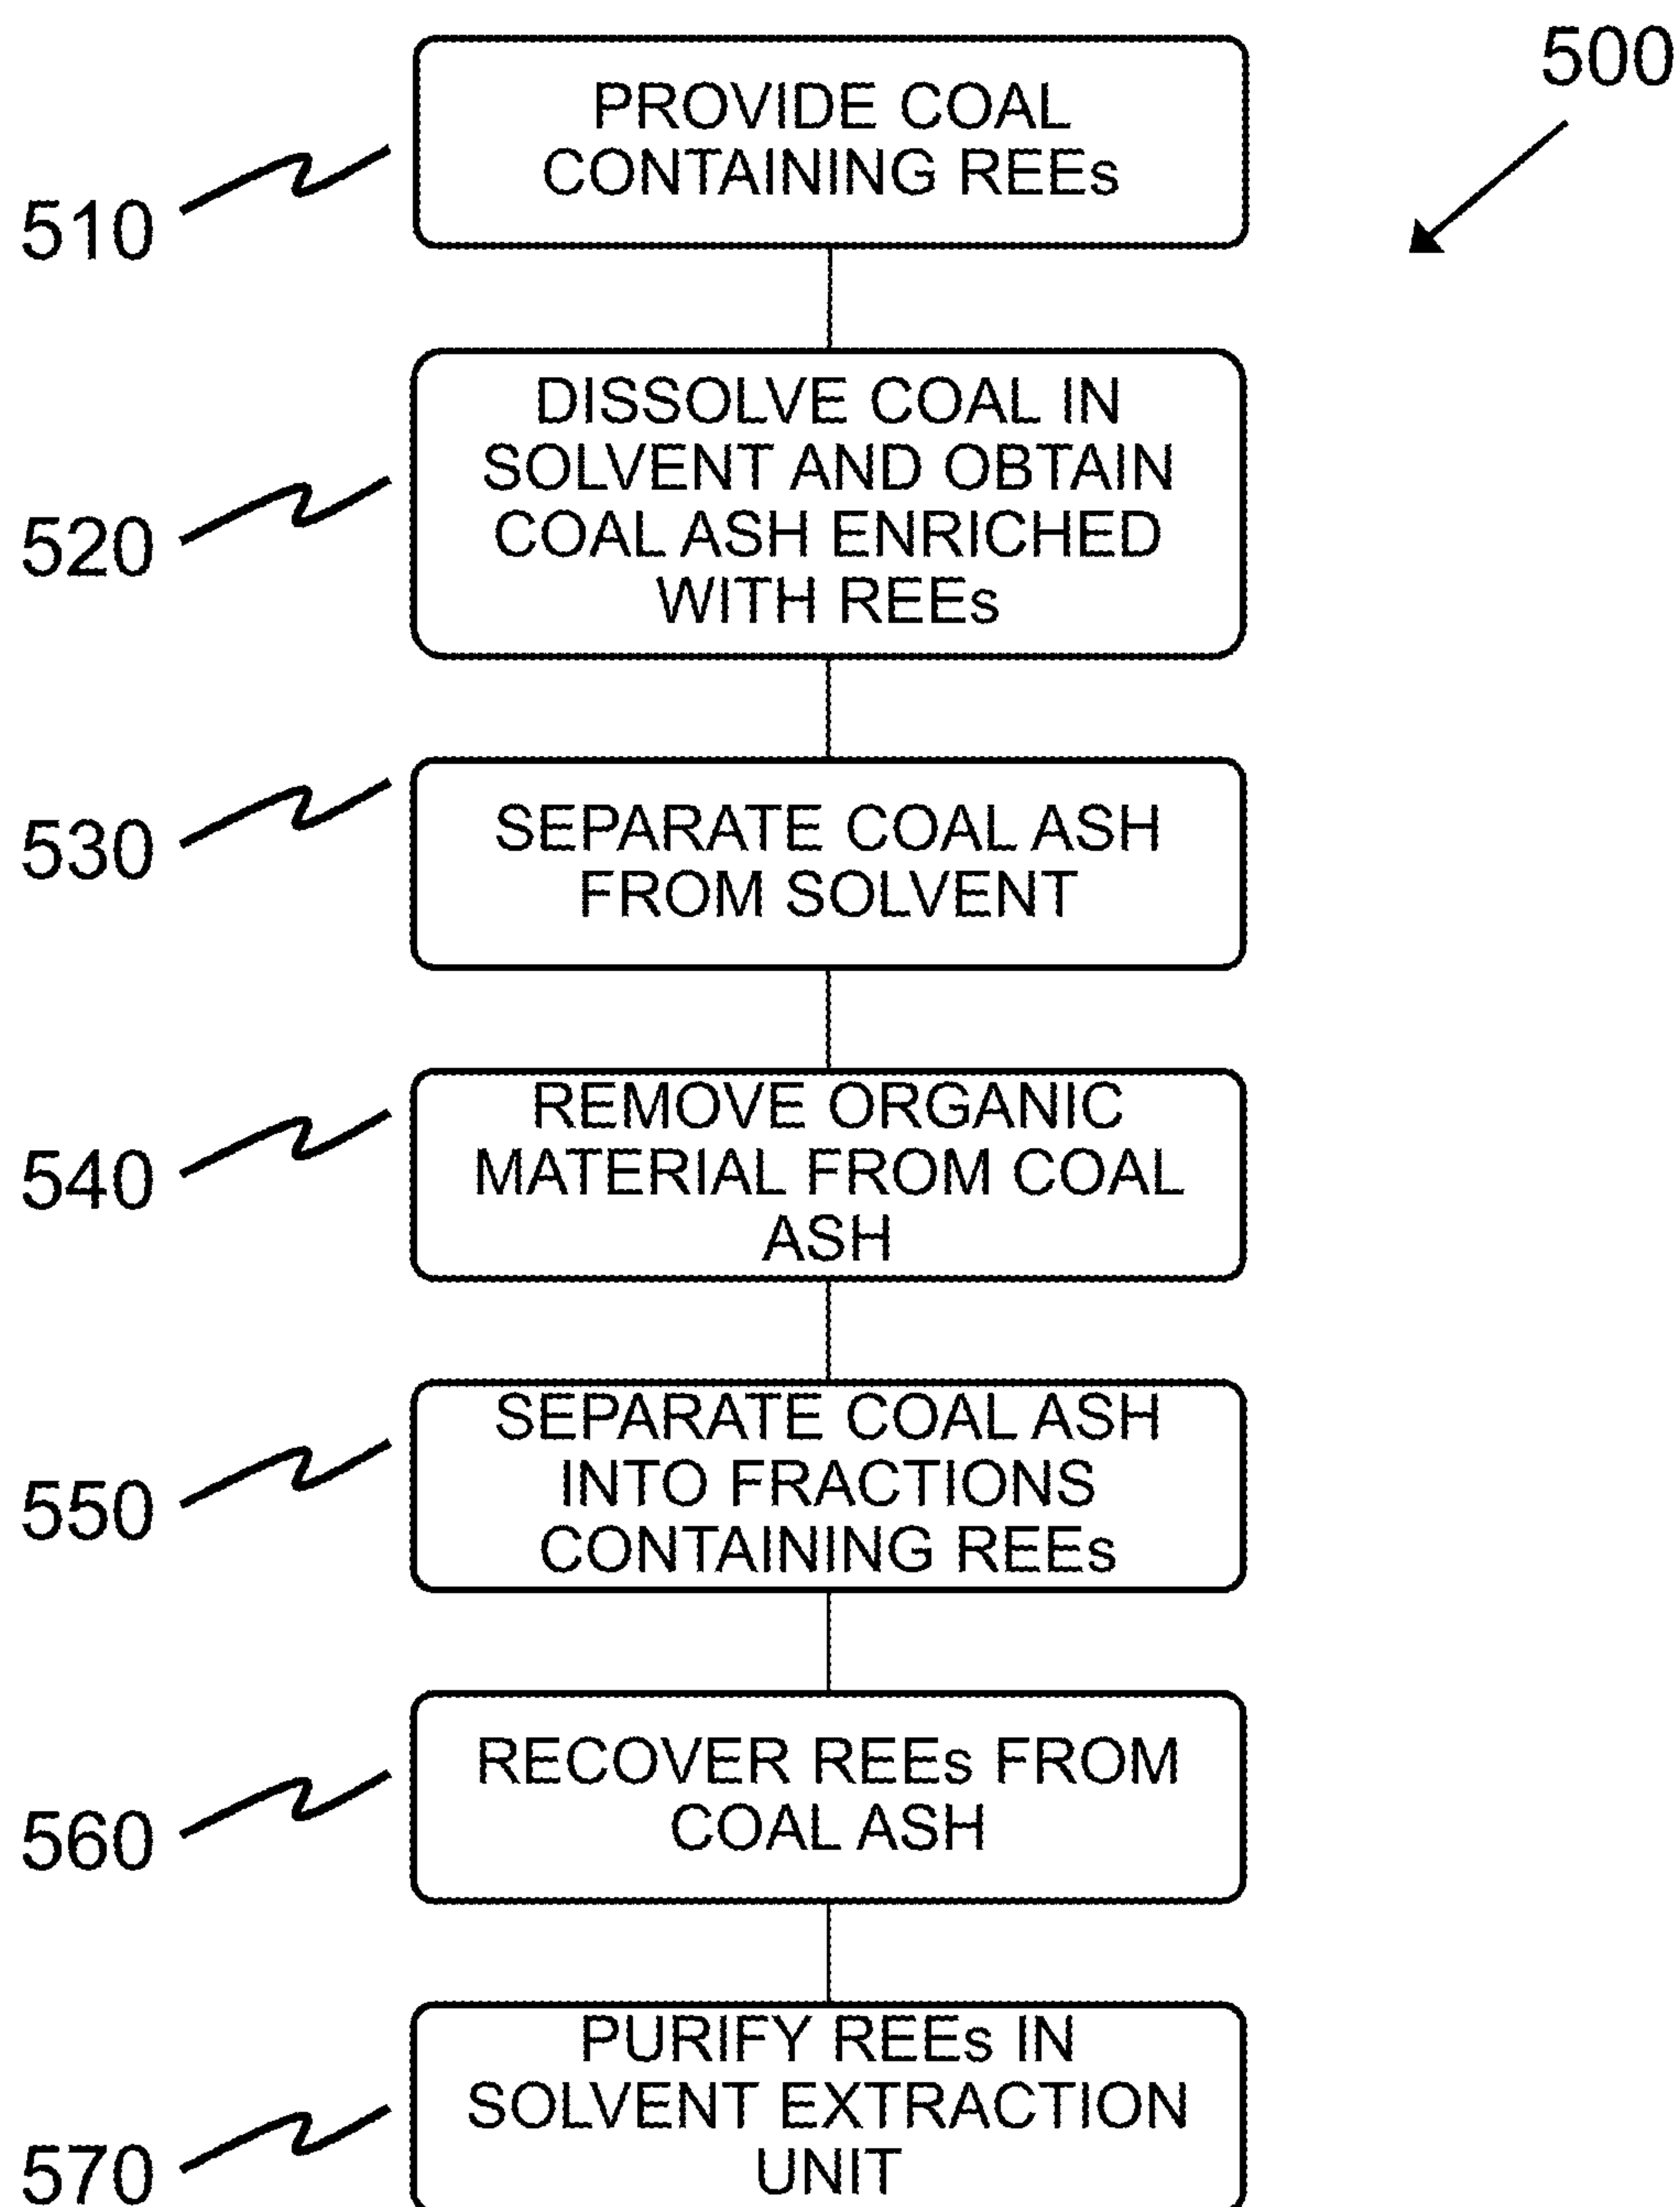 500
510
PROVIDE COAL
CONTAINING REEs
520
DISSOLVE COAL IN
SOLVENT AND OBTAIN
COAL ASH ENRICHED
WITH REEs
530
SEPARATE COAL ASH
FROM SOLVENT
540
REMOVE ORGANIC
MATERIAL FROM COAL
ASH
550
SEPARATE COAL ASH
INTO FRACTIONS
CONTAINING REEs
560
RECOVER REEs FROM
COAL ASH
570
PURIFY REEs IN
SOLVENT EXTRACTION
UNIT